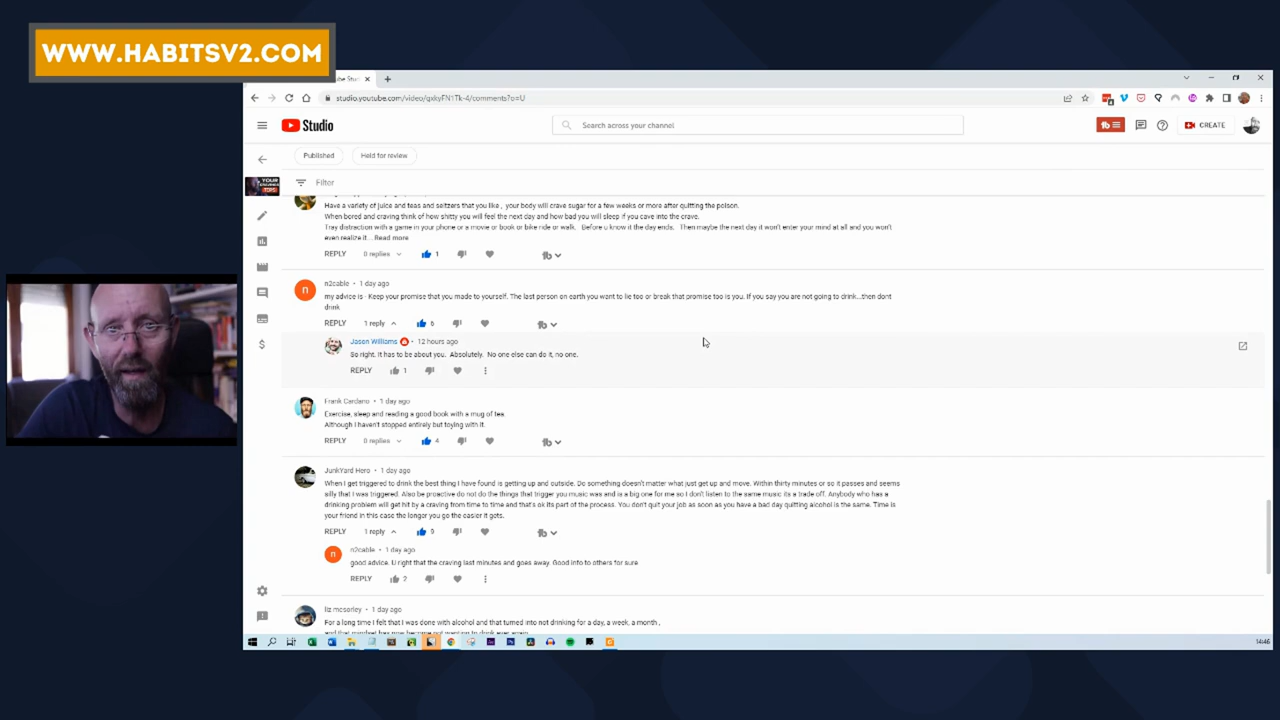 WWW.HABITSV2.COM
studio.youtube.com/video/qxkyFN1Tk-4/comments?o=U
Studio
Search across your channel
CREATE
Published
Held for review
YOUR
TOPS
Filter
Have a variety of juice and teas and seltzers that you like , your body will crave sugar for a few weeks or more after quitting the poison.
When bored and craving think of how shitty you will feel the next day and how bad you will sleep if you cave into the crave.
Tray distraction with a game in your phone or a movie or book or bike ride or walk. Before u know it the day ends. Then maybe the next day it won't enter your mind at all and you won't
even realize it...Read more
REPLY 0 replies 1
n2cable • 1 day ago
my advice is - Keep your promise that you made to yourself. The last person on earth you want to lie too or break that promise too is you. If you say you are not going to drink...then dont
drink
REPLY 1 reply 6
Jason Williams • 12 hours ago
So right. It has to be about you. Absolutely. No one else can do it, no one.
REPLY 1
Frank Cardano • 1 day ago
Exercise, sleep and reading a good book with a mug of tea.
Although I haven't stopped entirely but toying with it.
REPLY 0 replies 4
JunkYard Hero • 1 day ago
When I get triggered to drink the best thing I have found is getting up and outside. Do something doesn't matter what just get up and move. Within thirty minutes or so it passes and seems
silly that I was triggered. Also be proactive do not do the things that trigger you music was and is a big one for me so I don't listen to the same music its a trade off. Anybody who has a
drinking problem will get hit by a craving from time to time and that's ok its part of the process. You don't quit your job as soon as you have a bad day quitting alcohol is the same. Time is
your friend in this case the longer you go the easier it gets.
REPLY 1 reply
n2cable • 1 day ago
good advice. U right that the craving last minutes and goes away. Good info to others for sure
REPLY 2
liz mcsorley • 1 day ago
For a long time I felt that I was done with alcohol and that turned into not drinking for a day, a week, a month ,
and that mindset has now become not wanting to drink ever again
14:46